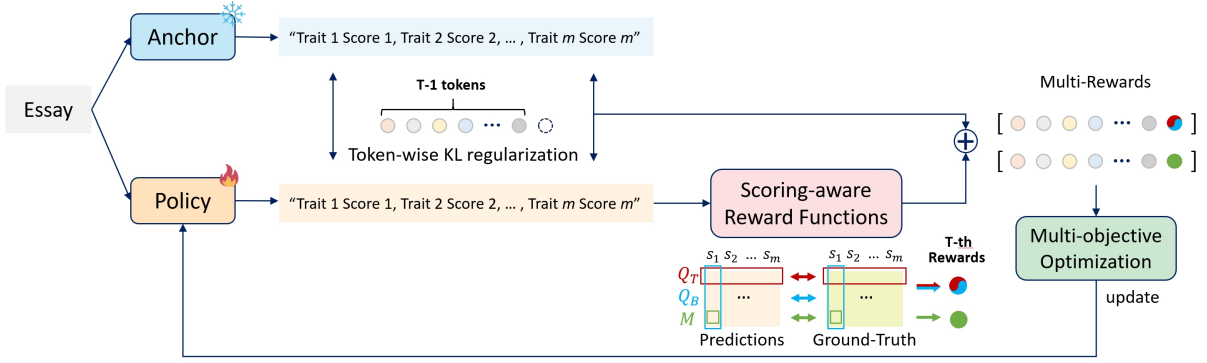 Anchor
"Trait 1 Score 1, Trait 2 Score 2, ... , Trait m Score m"
Essay
T-1 tokens
...
Token-wise KL regularization
Policy
"Trait 1 Score 1, Trait 2 Score 2, ... , Trait m Score m"
Scoring-aware
Reward Functions
+
Multi-Rewards
[ ... ]
[ ... ]
Multi-objective
Optimization
update
T-th
Rewards
s1 s2 ... sm
s1 s2 ... sm
QT
QB
M
...
...
Predictions
Ground-Truth